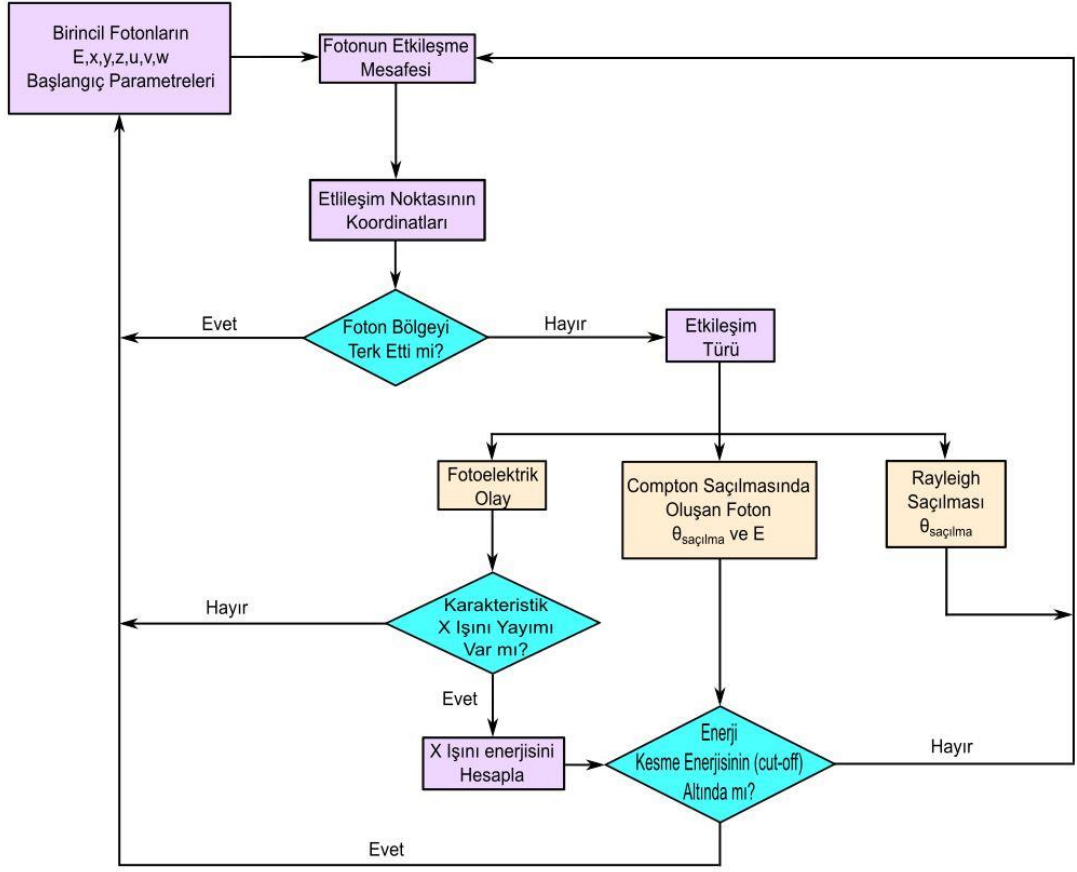 Birincil Fotonların
E,x,y,z,u,v,w
Başlangıç Parametreleri
Fotonun Etkileşme
Mesafesi
Etlileşim Noktasının
Koordinatları
Evet
Foton Bölgeyi
Terk Etti mi?
Hayır
Etkileşim
Türü
Fotoelektrik
Olay
Compton Saçılmasında
Oluşan Foton
θsaçılma ve E
Rayleigh
Saçılması
θsaçılma
Hayır
Karakteristik
X Işını Yayımı
Var mı?
Evet
X Işını enerjisini
Hesapla
Enerji
Kesme Enerjisinin (cut-off)
Altında mı?
Hayır
Evet